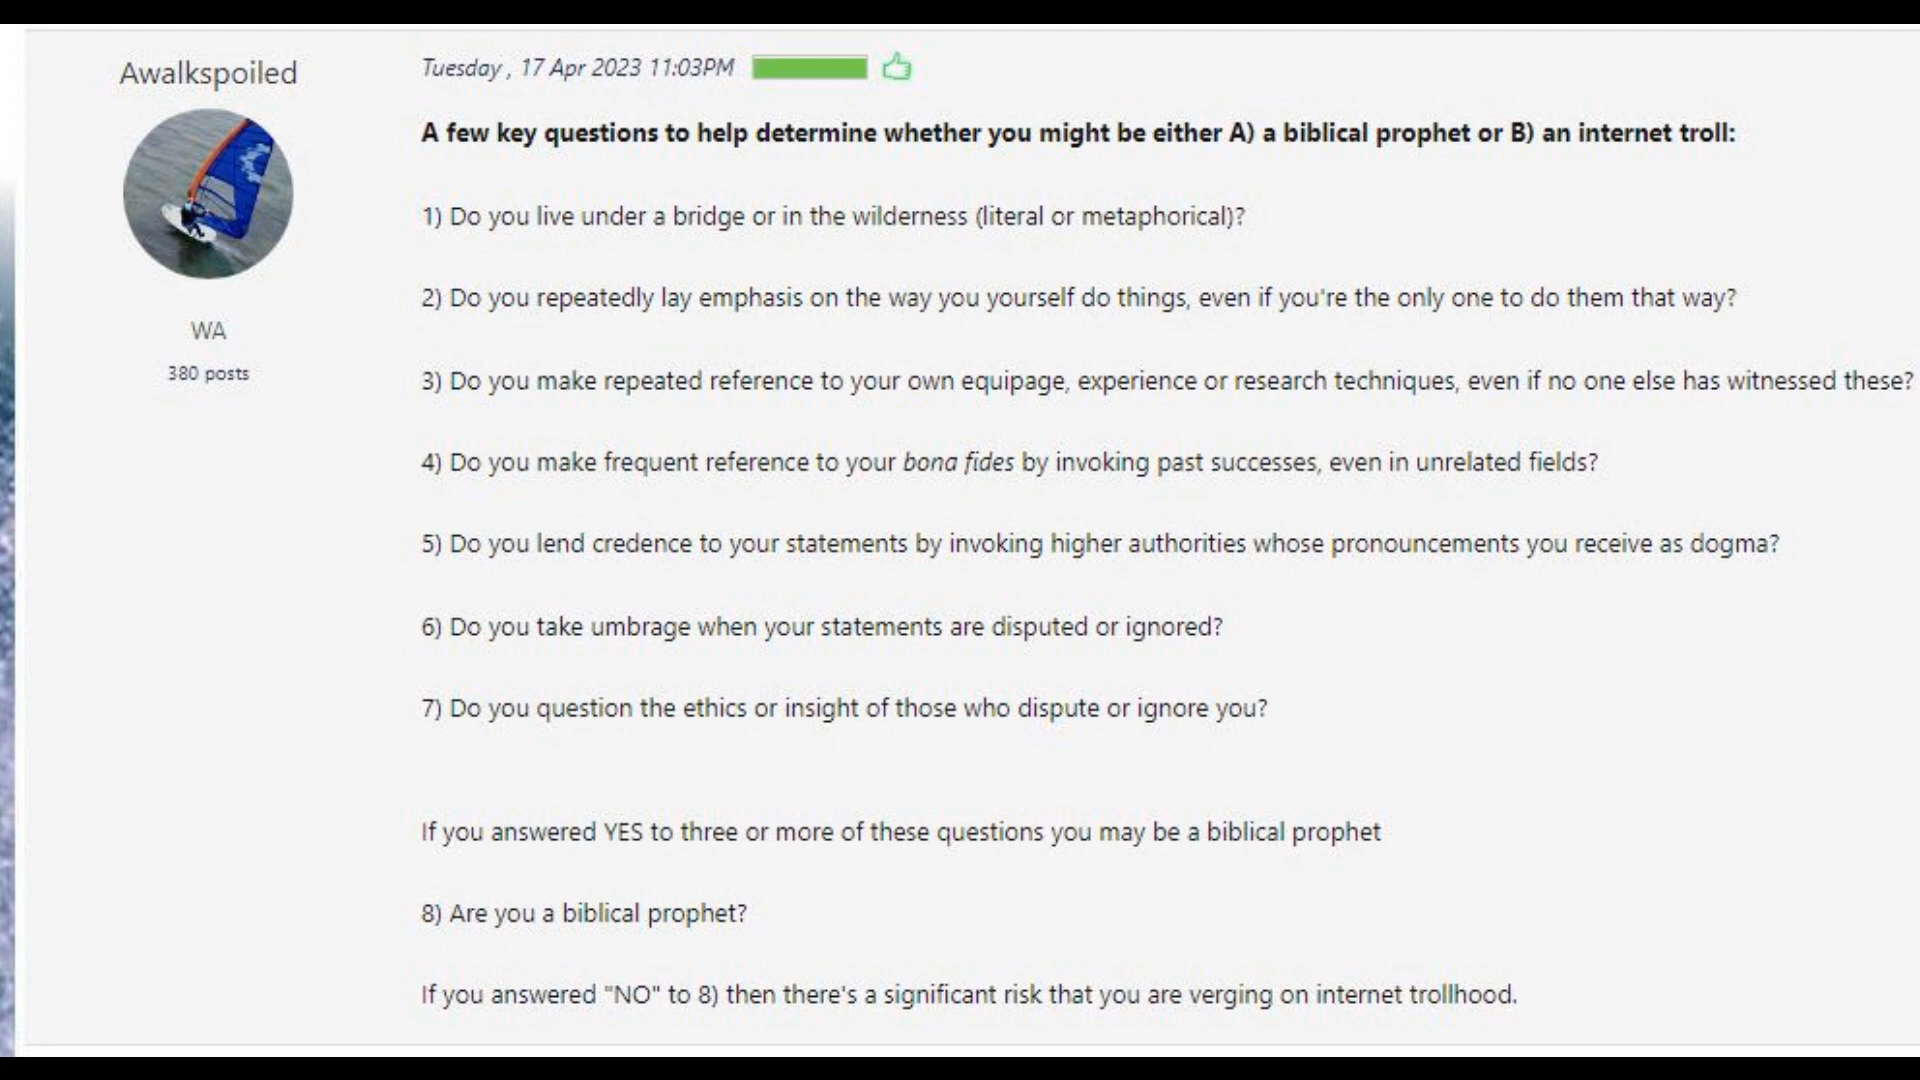 Awalkspoiled
WA
380 posts
Tuesday , 17 Apr 2023 11:03PM
A few key questions to help determine whether you might be either A) a biblical prophet or B) an internet troll:
1) Do you live under a bridge or in the wilderness (literal or metaphorical)?
2) Do you repeatedly lay emphasis on the way you yourself do things, even if you're the only one to do them that way?
3) Do you make repeated reference to your own equipage, experience or research techniques, even if no one else has witnessed these?
4) Do you make frequent reference to your bona fides by invoking past successes, even in unrelated fields?
5) Do you lend credence to your statements by invoking higher authorities whose pronouncements you receive as dogma?
6) Do you take umbrage when your statements are disputed or ignored?
7) Do you question the ethics or insight of those who dispute or ignore you?
If you answered YES to three or more of these questions you may be a biblical prophet
8) Are you a biblical prophet?
If you answered "NO" to 8) then there's a significant risk that you are verging on internet trollhood.